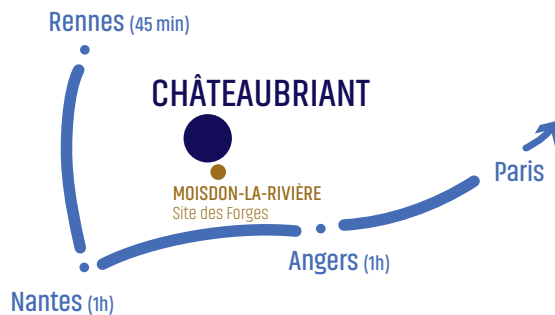 Rennes (45 min)
CHÂTEAUBRIANT
Paris
MOISDON-LA-RIVIÈRE
Site des Forges
Angers (1h)
Nantes (1h)